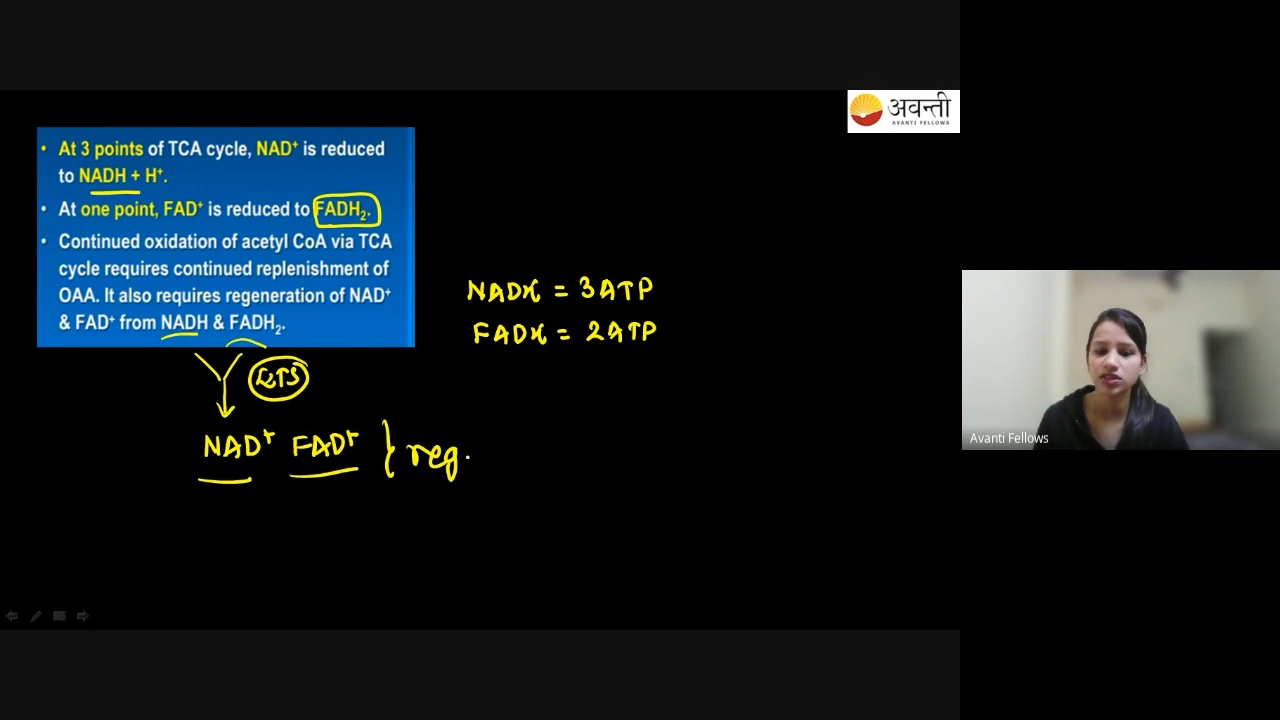 अवन्ती
AVANTI FELLOWS
• At 3 points of TCA cycle, NAD⁺ is reduced
to NADH + H⁺.
• At one point, FAD⁺ is reduced to FADH₂.
• Continued oxidation of acetyl CoA via TCA
cycle requires continued replenishment of
OAA. It also requires regeneration of NAD⁺
& FAD⁺ from NADH & FADH₂.
NADH = 3ATP
FADH = 2ATP
ETS
NAD⁺ FAD⁺ } reg.
Avanti Fellows